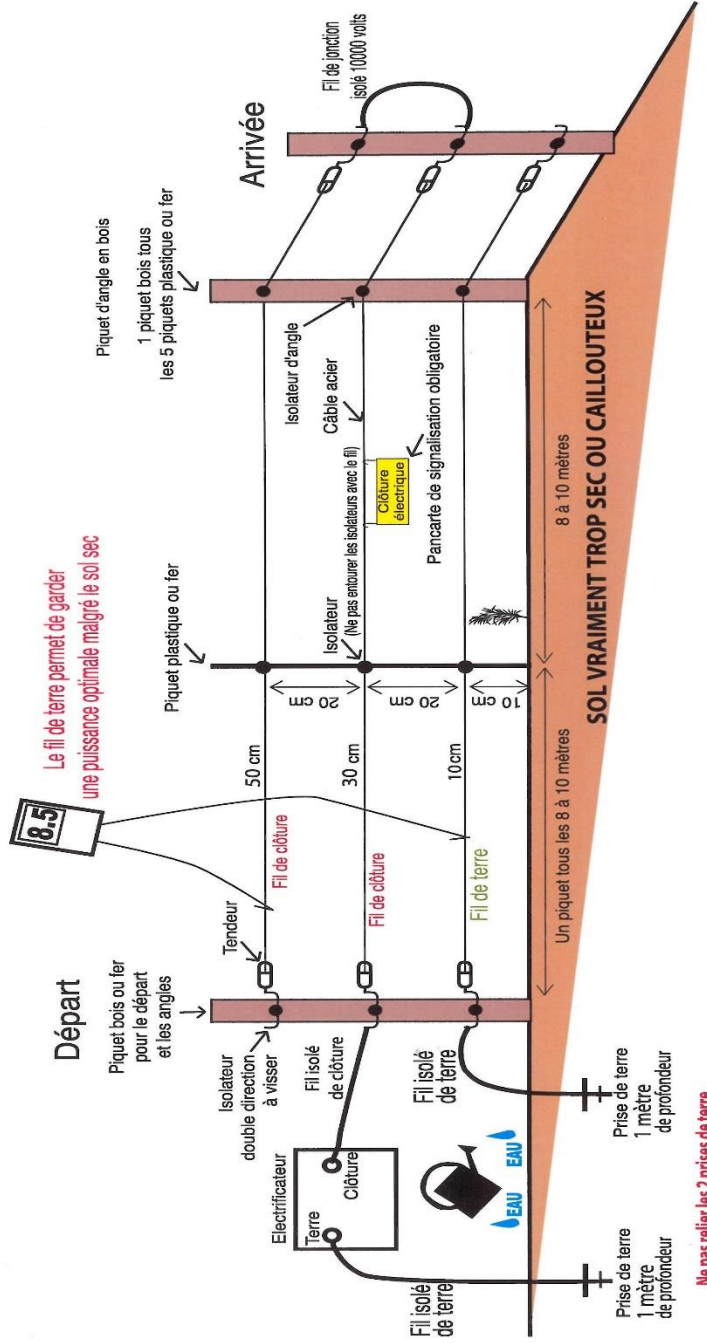 Départ
Arrivée
Le fil de terre permet de garder
une puissance optimale malgré le sol sec
8.5
Piquet bois ou fer
pour le départ
et les angles
Piquet plastique ou fer
Piquet d'angle en bois
1 piquet bois tous
les 5 piquets plastique ou fer
Fil de jonction
isolé 10000 volts
Isolateur
double direction
à visser
Tendeur
Fil de clôture
50 cm
20 cm
Isolateur d'angle
Electrificateur
Terre
Clôture
Fil isolé
de clôture
Fil de clôture
30 cm
Isolateur
(Ne pas entourer les isolateurs avec le fil)
Câble acier
Clôture
électrique
Pancarte de signalisation obligatoire
20 cm
Fil isolé
de terre
Fil de terre
10 cm
10 cm
EAU
EAU
Fil isolé
de terre
Un piquet tous les 8 à 10 mètres
8 à 10 mètres
SOL VRAIMENT TROP SEC OU CAILLOUTEUX
Prise de terre
1 mètre
de profondeur
Prise de terre
1 mètre
de profondeur
Ne pas relier les 2 prises de terre